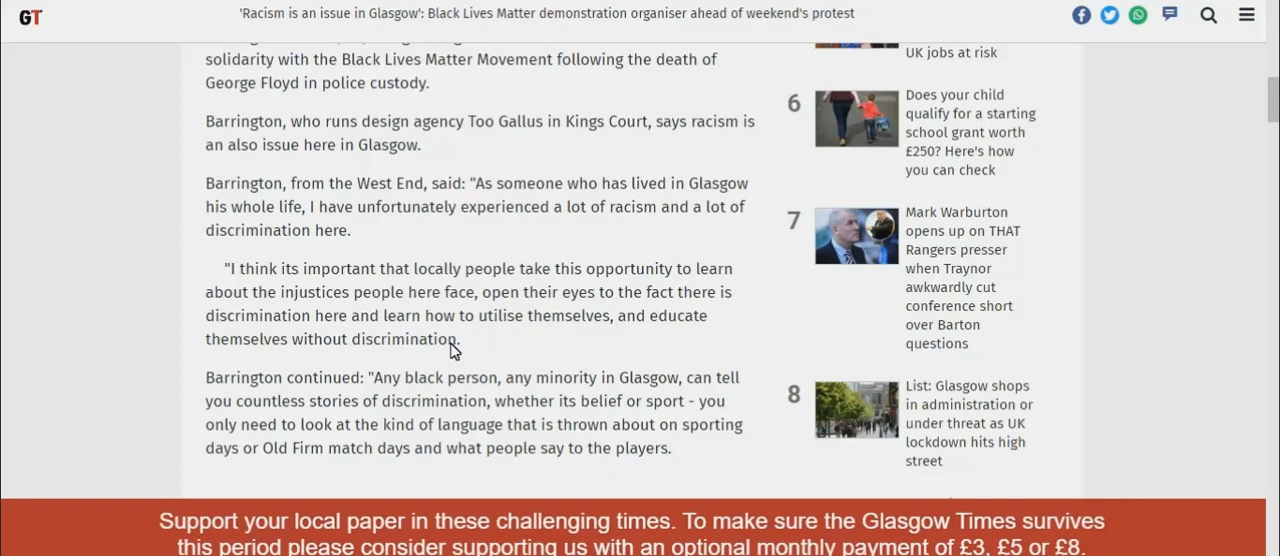 GT
'Racism is an issue in Glasgow': Black Lives Matter demonstration organiser ahead of weekend's protest
solidarity with the Black Lives Matter Movement following the death of
George Floyd in police custody.
Barrington, who runs design agency Too Gallus in Kings Court, says racism is
an also issue here in Glasgow.
Barrington, from the West End, said: "As someone who has lived in Glasgow
his whole life, I have unfortunately experienced a lot of racism and a lot of
discrimination here.
"I think its important that locally people take this opportunity to learn
about the injustices people here face, open their eyes to the fact there is
discrimination here and learn how to utilise themselves, and educate
themselves without discrimination.
Barrington continued: "Any black person, any minority in Glasgow, can tell
you countless stories of discrimination, whether its belief or sport - you
only need to look at the kind of language that is thrown about on sporting
days or Old Firm match days and what people say to the players.
UK jobs at risk
6
Does your child
qualify for a starting
school grant worth
£250? Here's how
you can check
7
Mark Warburton
opens up on THAT
Rangers presser
when Traynor
awkwardly cut
conference short
over Barton
questions
8
List: Glasgow shops
in administration or
under threat as UK
lockdown hits high
street
Support your local paper in these challenging times. To make sure the Glasgow Times survives
this period please consider supporting us with an optional monthly payment of £3, £5 or £8.